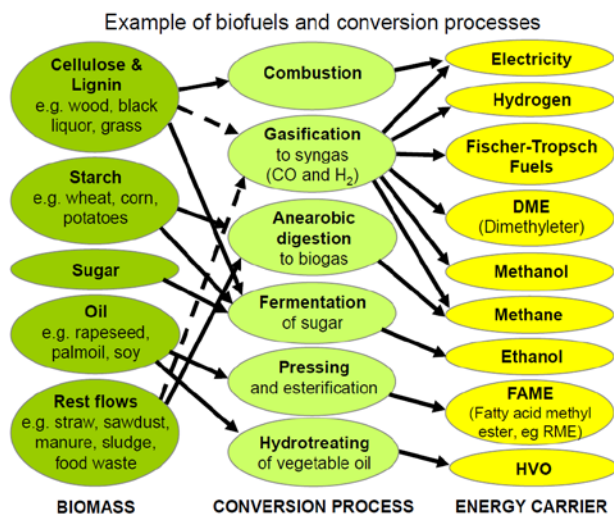 Example of biofuels and conversion processes
Cellulose &
Lignin
e.g. wood, black
liquor, grass
Starch
e.g. wheat, corn,
potatoes
Sugar
Oil
e.g. rapeseed,
palmoil, soy
Rest flows
e.g. straw, sawdust,
manure, sludge,
food waste
BIOMASS
Combustion
Gasification
to syngas
(CO and H₂)
Anearobic
digestion
to biogas
Fermentation
of sugar
Pressing
and esterification
Hydrotreating
of vegetable oil
CONVERSION PROCESS
Electricity
Hydrogen
Fischer-Tropsch
Fuels
DME
(Dimethyleter)
Methanol
Methane
Ethanol
FAME
(Fatty acid methyl
ester, eg RME)
HVO
ENERGY CARRIER